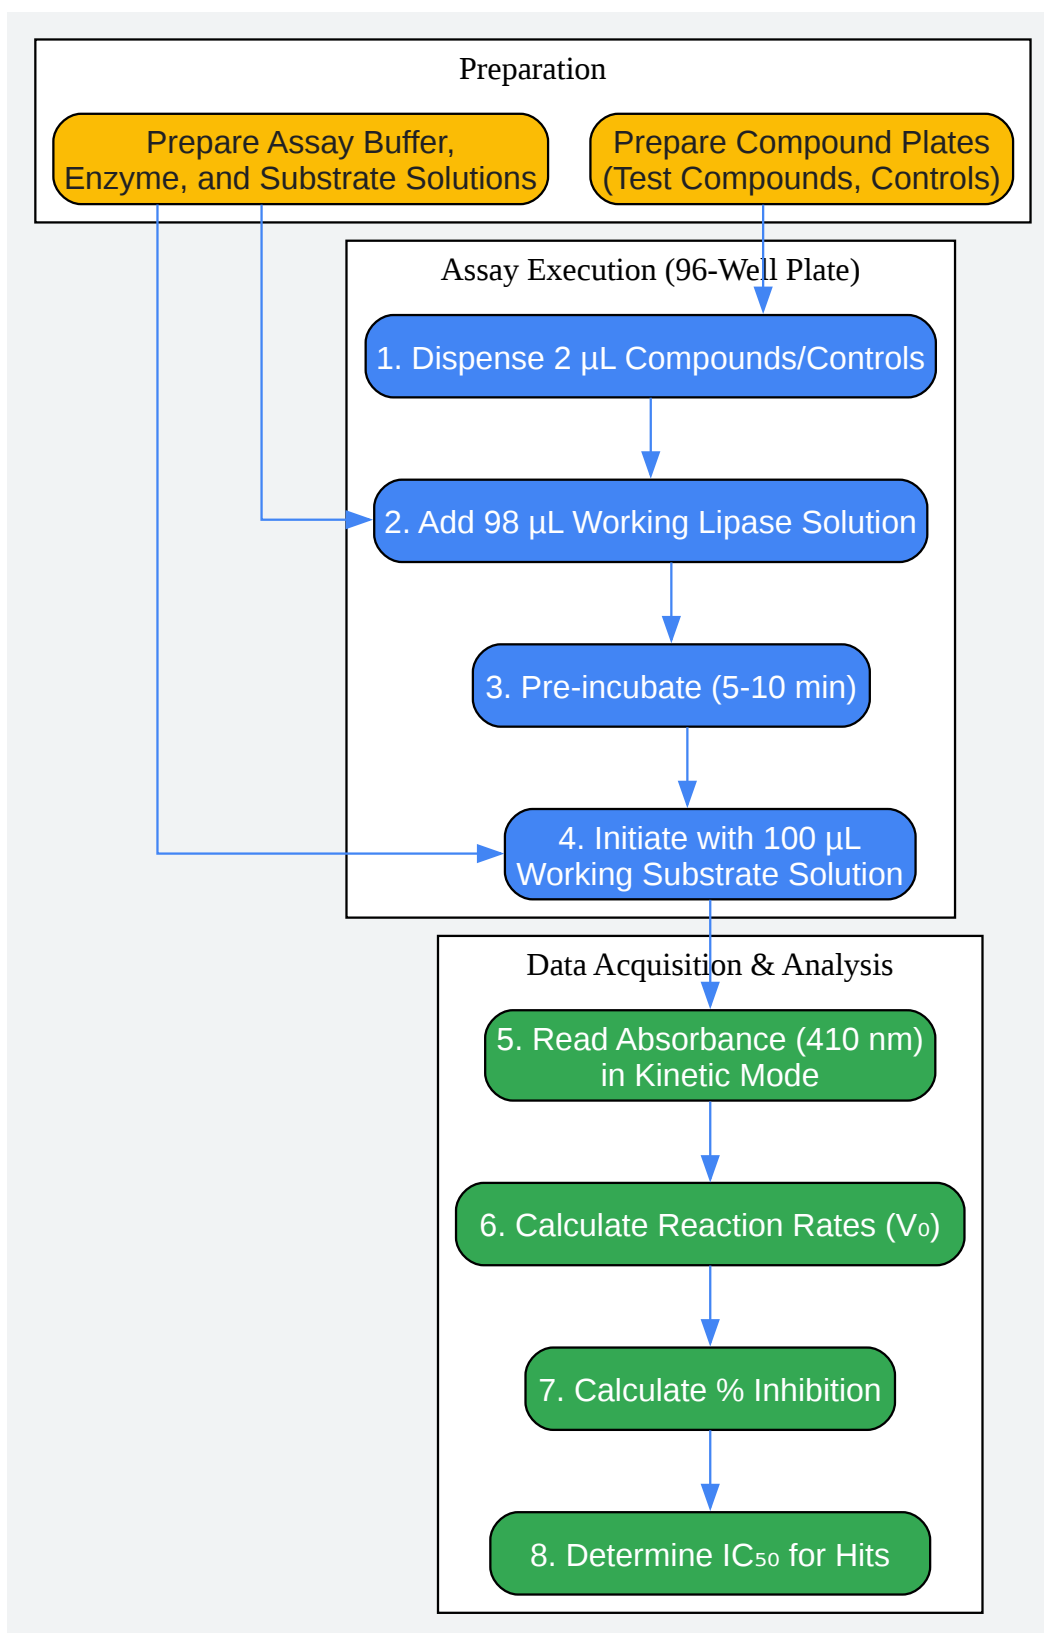 Preparation
Prepare Assay Buffer,
Enzyme, and Substrate Solutions
Prepare Compound Plates
(Test Compounds, Controls)
Assay Execution (96-Well Plate)
1. Dispense 2 µL Compounds/Controls
2. Add 98 µL Working Lipase Solution
3. Pre-incubate (5-10 min)
4. Initiate with 100 µL
Working Substrate Solution
Data Acquisition & Analysis
5. Read Absorbance (410 nm)
in Kinetic Mode
6. Calculate Reaction Rates (V₀)
7. Calculate % Inhibition
8. Determine IC₅₀ for Hits